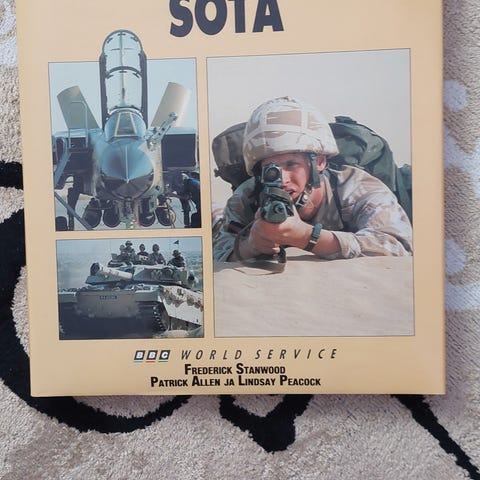 SOTA
BBC WORLD SERVICE
FREDERICK STANWOOD
PATRICK ALLEN JA LINDSAY PEACOCK